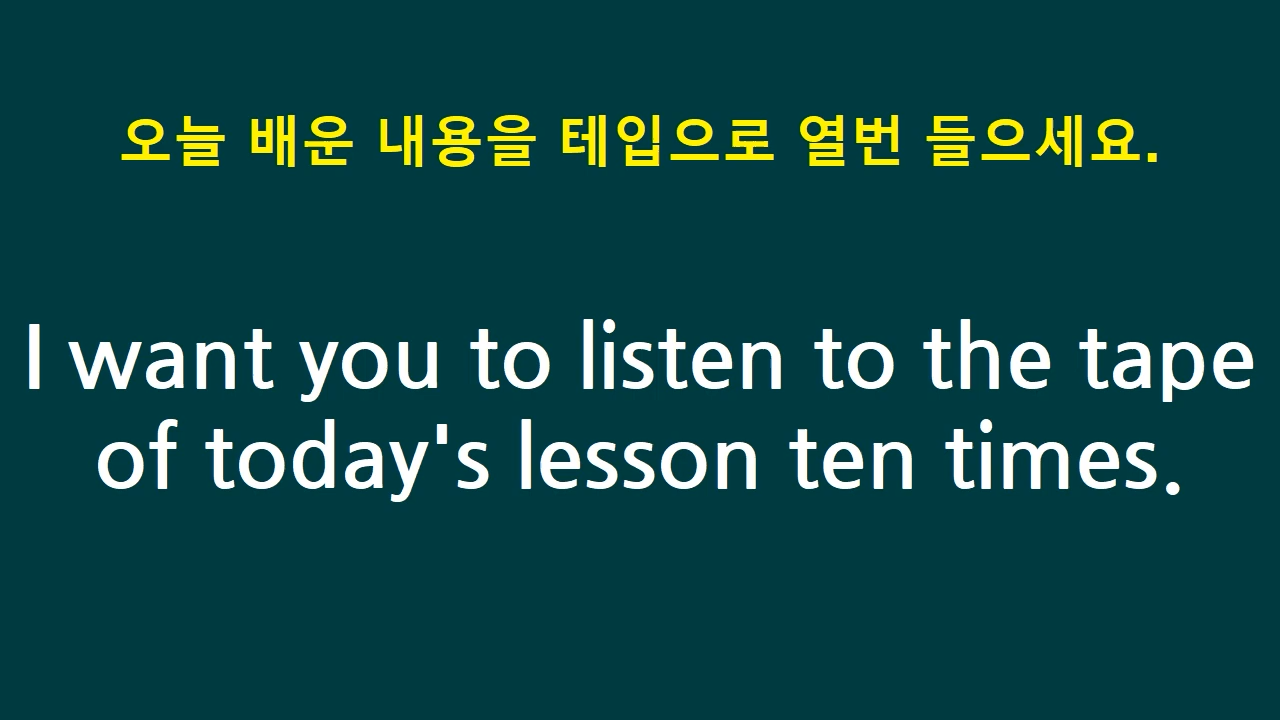 오늘 배운 내용을 테입으로 열번 들으세요.
I want you to listen to the tape
of today's lesson ten times.